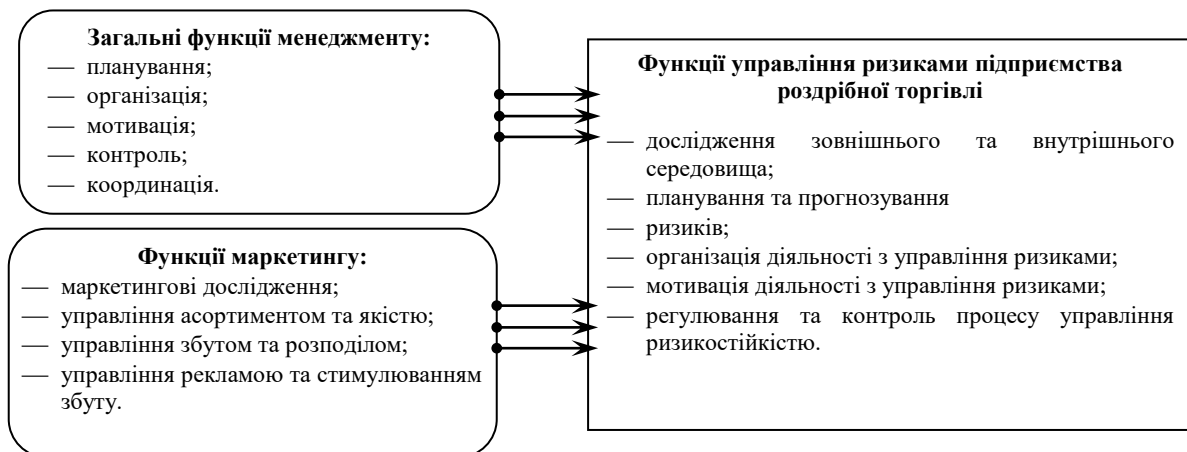 Загальні функції менеджменту:
— планування;
— організація;
— мотивація;
— контроль;
— координація.
Функції маркетингу:
— маркетингові дослідження;
— управління асортиментом та якістю;
— управління збутом та розподілом;
— управління рекламою та стимулюванням
збуту.
Функції управління ризиками підприємства
роздрібної торгівлі
— дослідження зовнішнього та внутрішнього
середовища;
— планування та прогнозування
— ризиків;
— організація діяльності з управління ризиками;
— мотивація діяльності з управління ризиками;
— регулювання та контроль процесу управління
ризикостійкістю.